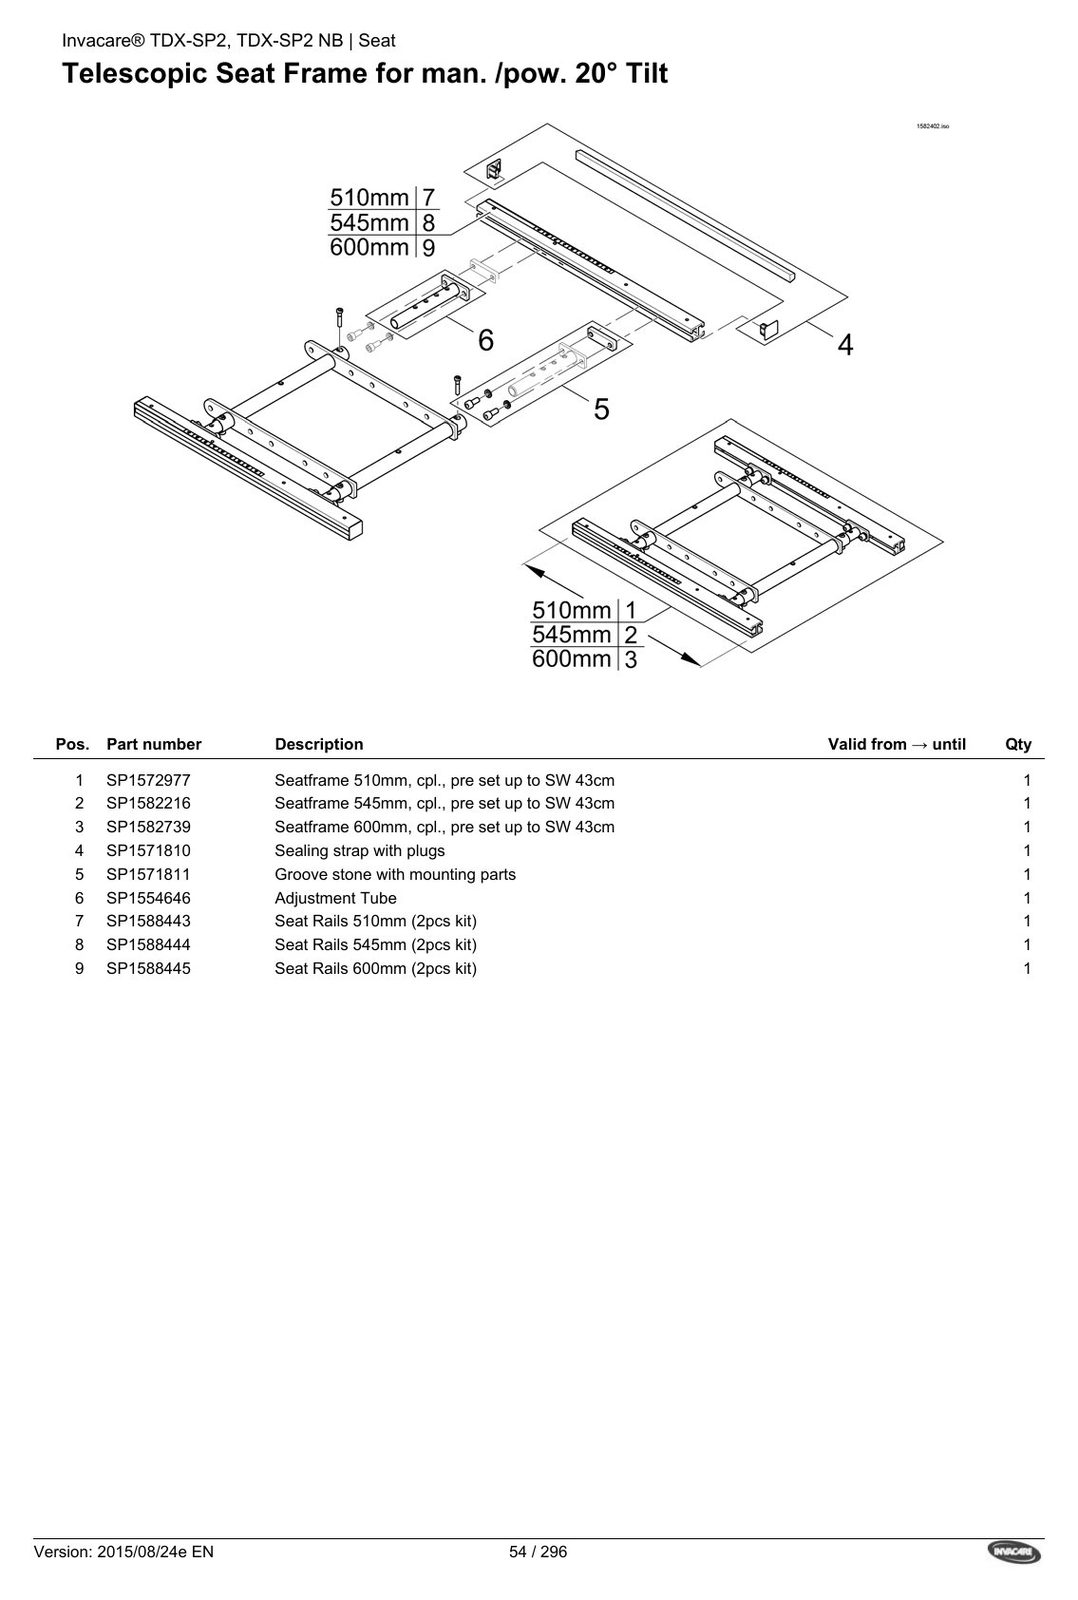 Invacare® TDX-SP2, TDX-SP2 NB | Seat
Telescopic Seat Frame for man. /pow. 20° Tilt
1582402.iso
510mm 7
545mm 8
600mm 9
6
4
5
510mm 1
545mm 2
600mm 3
Pos. Part number Description Valid from → until Qty
1 SP1572977 Seatframe 510mm, cpl., pre set up to SW 43cm 1
2 SP1582216 Seatframe 545mm, cpl., pre set up to SW 43cm 1
3 SP1582739 Seatframe 600mm, cpl., pre set up to SW 43cm 1
4 SP1571810 Sealing strap with plugs 1
5 SP1571811 Groove stone with mounting parts 1
6 SP1554646 Adjustment Tube 1
7 SP1588443 Seat Rails 510mm (2pcs kit) 1
8 SP1588444 Seat Rails 545mm (2pcs kit) 1
9 SP1588445 Seat Rails 600mm (2pcs kit) 1
Version: 2015/08/24e EN 54 / 296 INVACARE